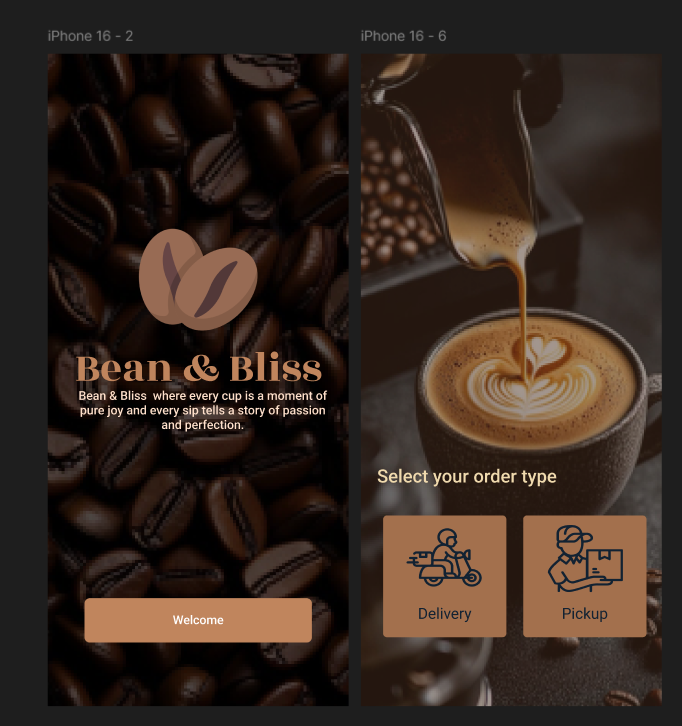 iPhone 16 - 2
Bean & Bliss
Bean & Bliss  where every cup is a moment of
pure joy and every sip tells a story of passion
and perfection.
Welcome
iPhone 16 - 6
Select your order type
Delivery
Pickup